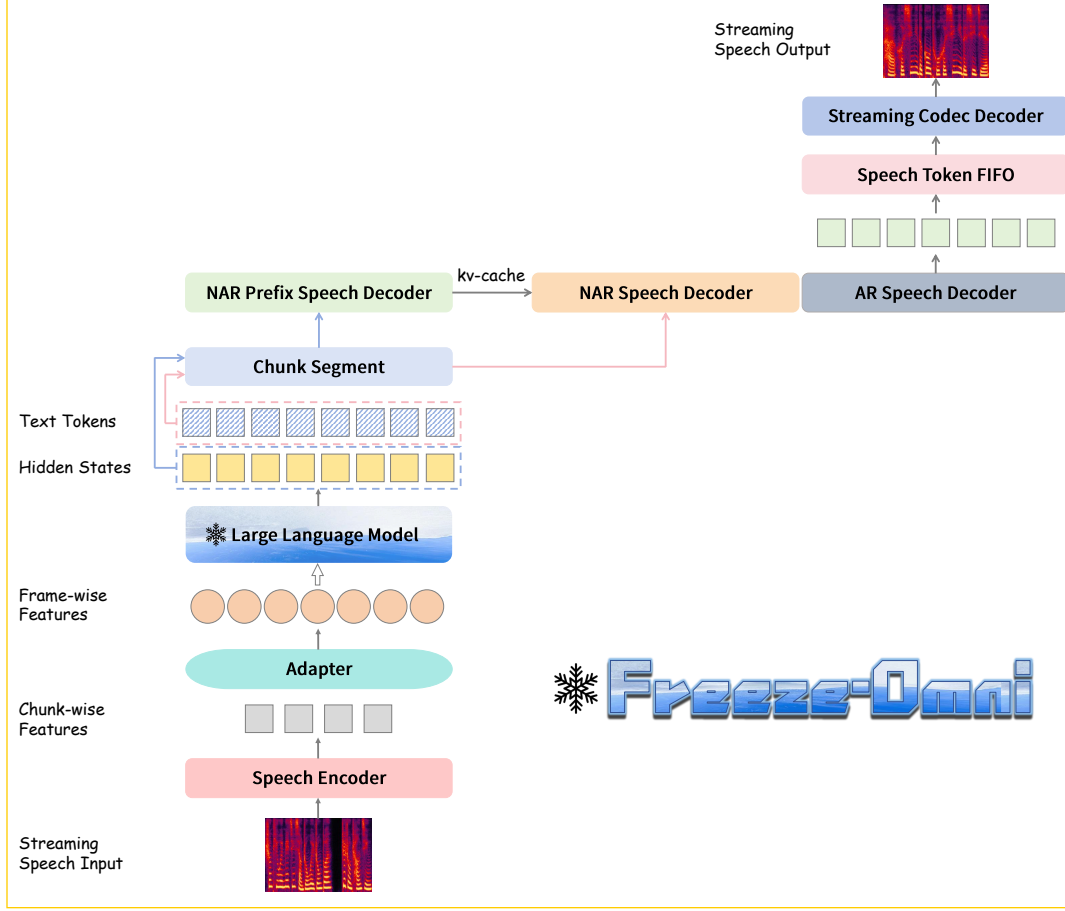 Streaming
Speech Output
Streaming Codec Decoder
Speech Token FIFO
NAR Prefix Speech Decoder
kv-cache
NAR Speech Decoder
AR Speech Decoder
Chunk Segment
Text Tokens
Hidden States
Large Language Model
Frame-wise
Features
Adapter
Freeze-Omni
Chunk-wise
Features
Speech Encoder
Streaming
Speech Input